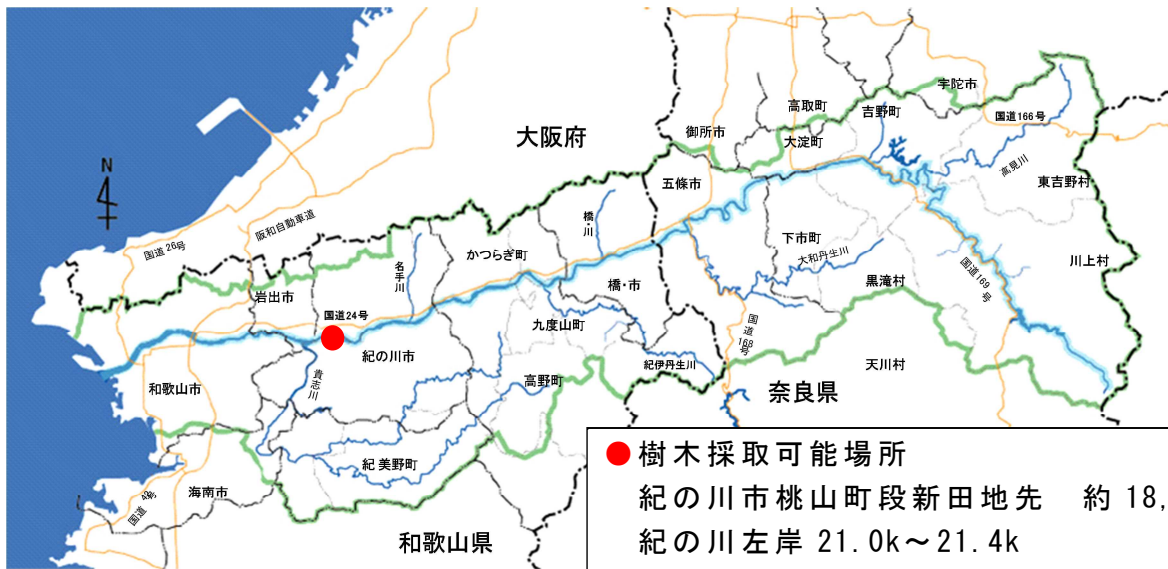 宇陀市
高取町
吉野町
国道166号
大阪府
御所市
大淀町
高見川
N
五條市
東吉野村
阪和自動車道
国道26号
橋川
下市町
かつらぎ町
大和丹生川
川上村
名手川
国道169号
岩出市
橋・市
黒滝村
国道24号
九度山町
国道168号
紀の川市
紀伊丹生川
天川村
和歌山市
貴志川
高野町
奈良県
紀美野町
海南市
国道42号
和歌山県
●樹木採取可能場所
紀の川市桃山町段新田地先 約18,
紀の川左岸 21.0k～21.4k